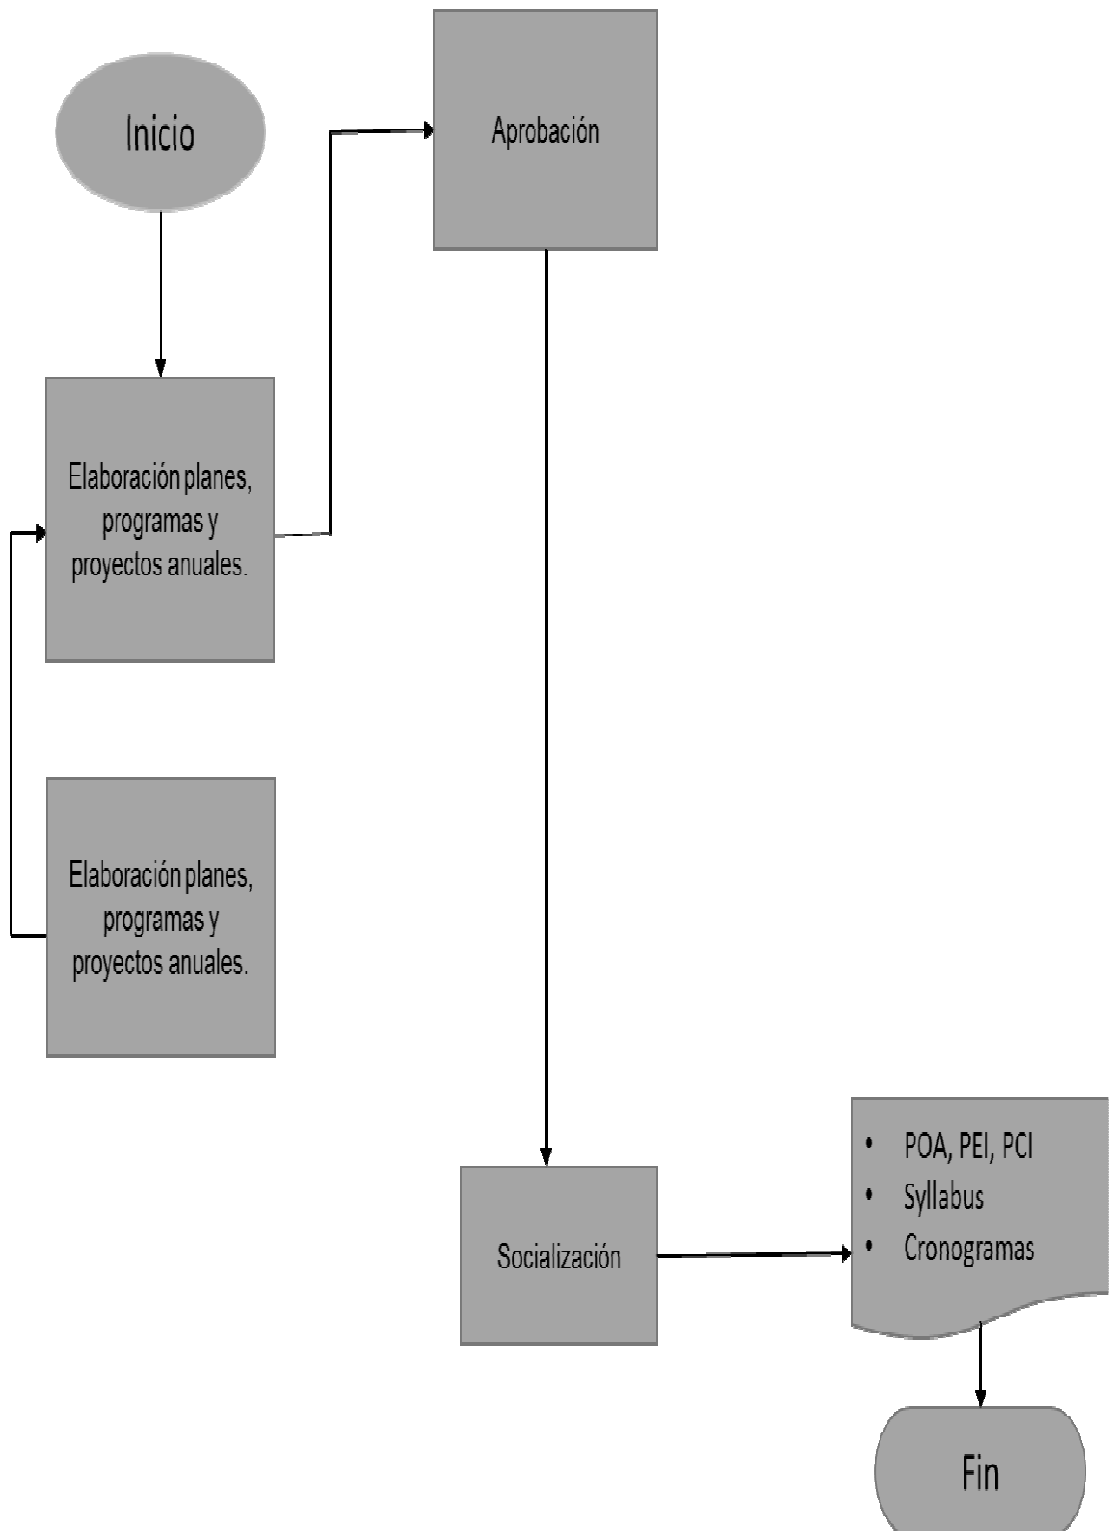 Inicio
Aprobación
Elaboración planes,
programas y
proyectos anuales.
Elaboración planes,
programas y
proyectos anuales.
Socialización
• POA, PEI, PCI
• Syllabus
• Cronogramas
Fin